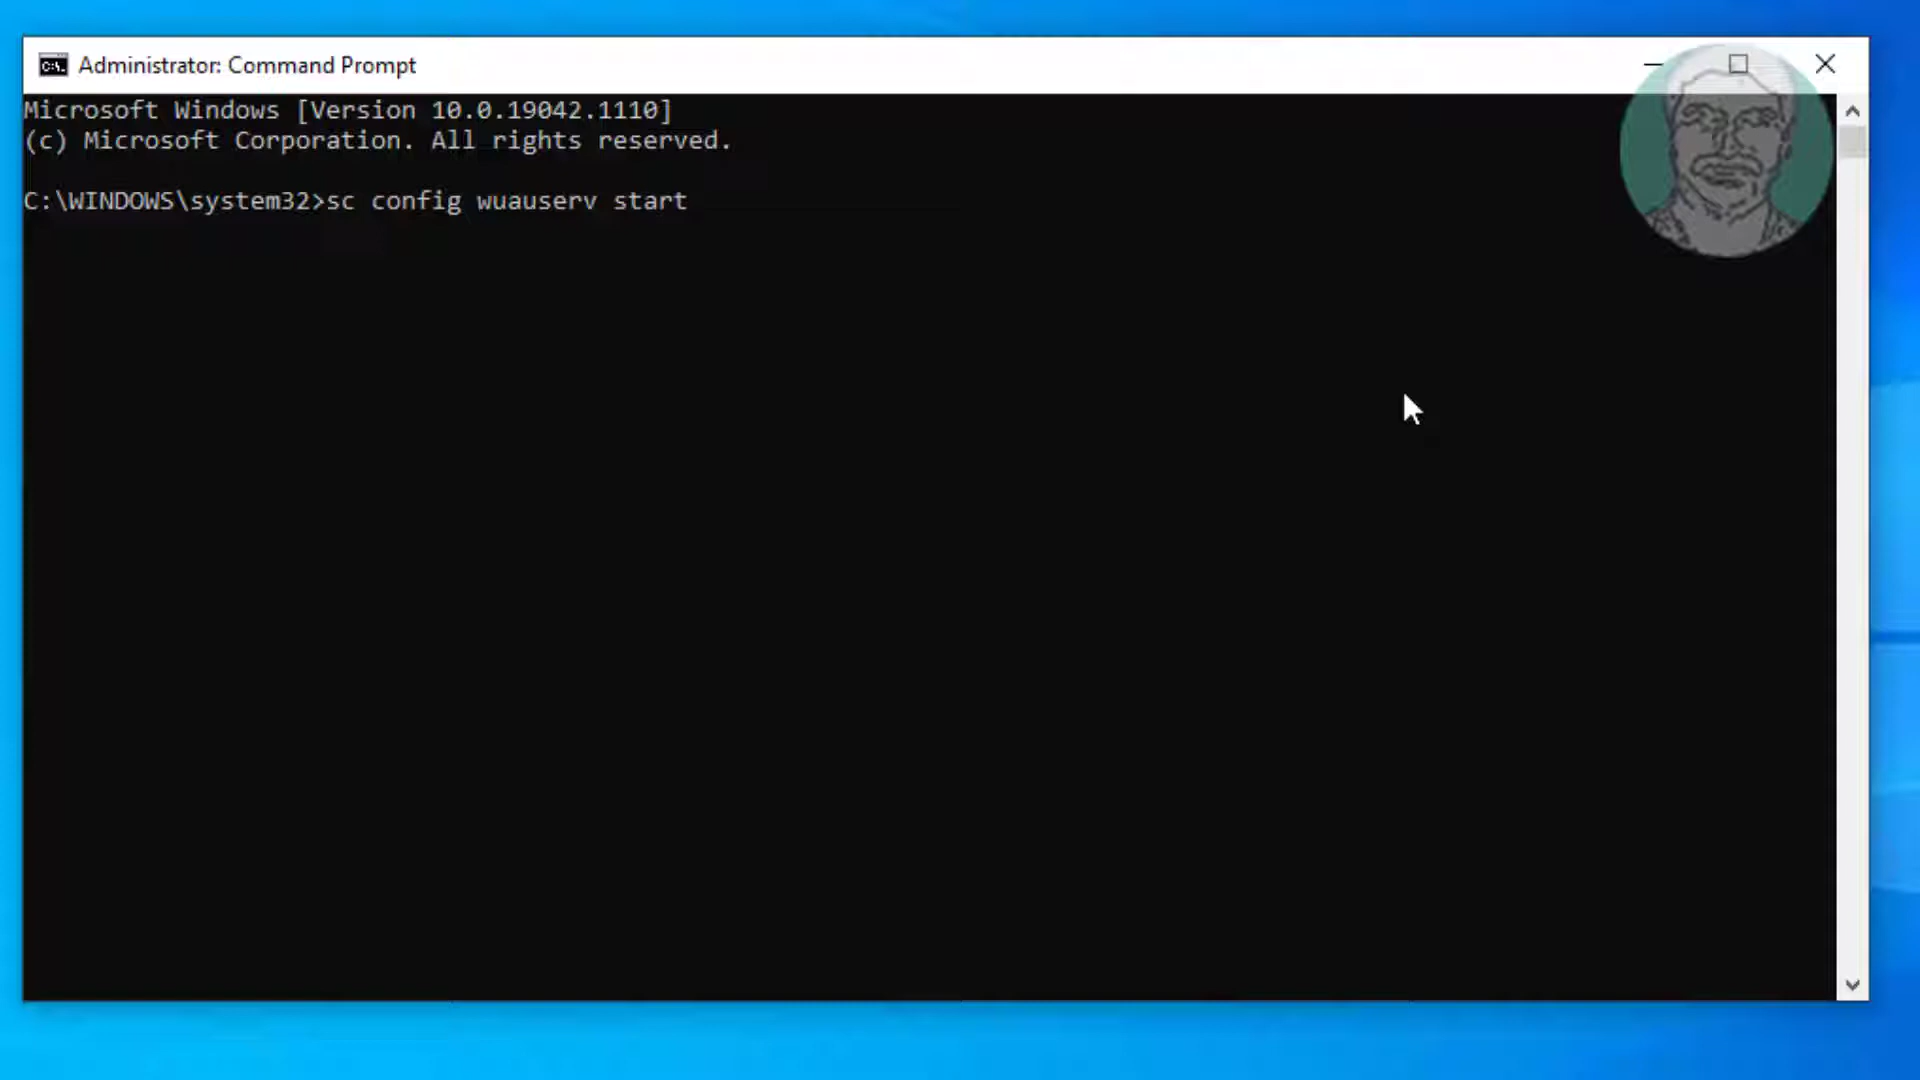 Administrator: Command Prompt
Microsoft Windows [Version 10.0.19042.1110]
(c) Microsoft Corporation. All rights reserved.
C:\WINDOWS\system32>sc config wuauserv start